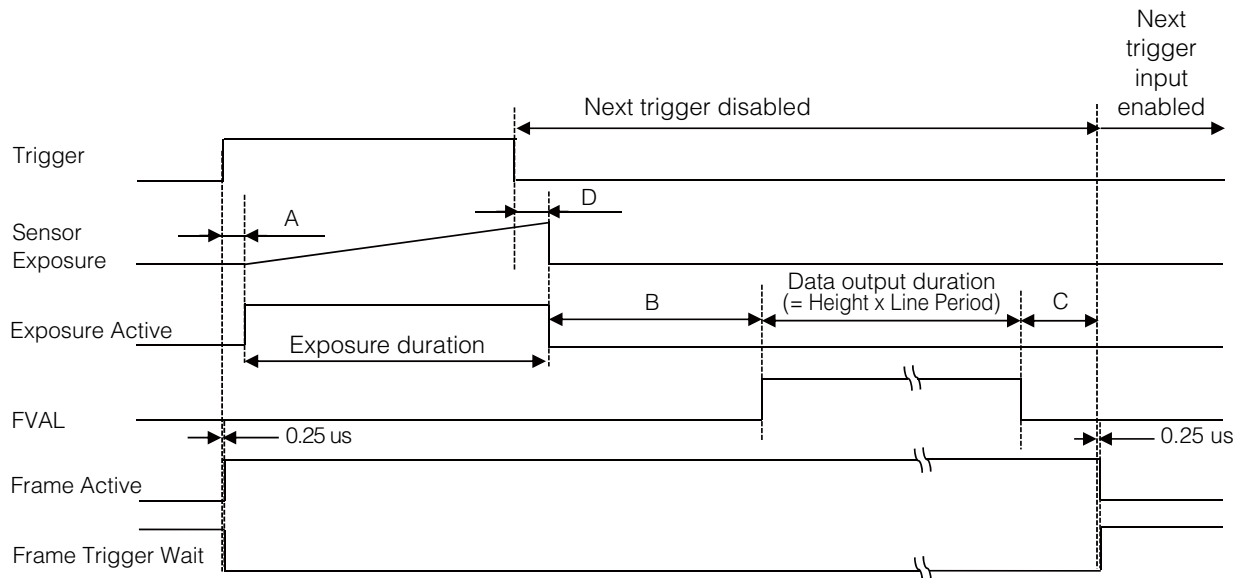 Next
trigger
input
enabled
Next trigger disabled
Trigger
D
A
Sensor
Exposure
Data output duration
(= Height x Line Period)
B
C
Exposure Active
Exposure duration
FVAL
0.25 us
0.25 us
Frame Active
Frame Trigger Wait